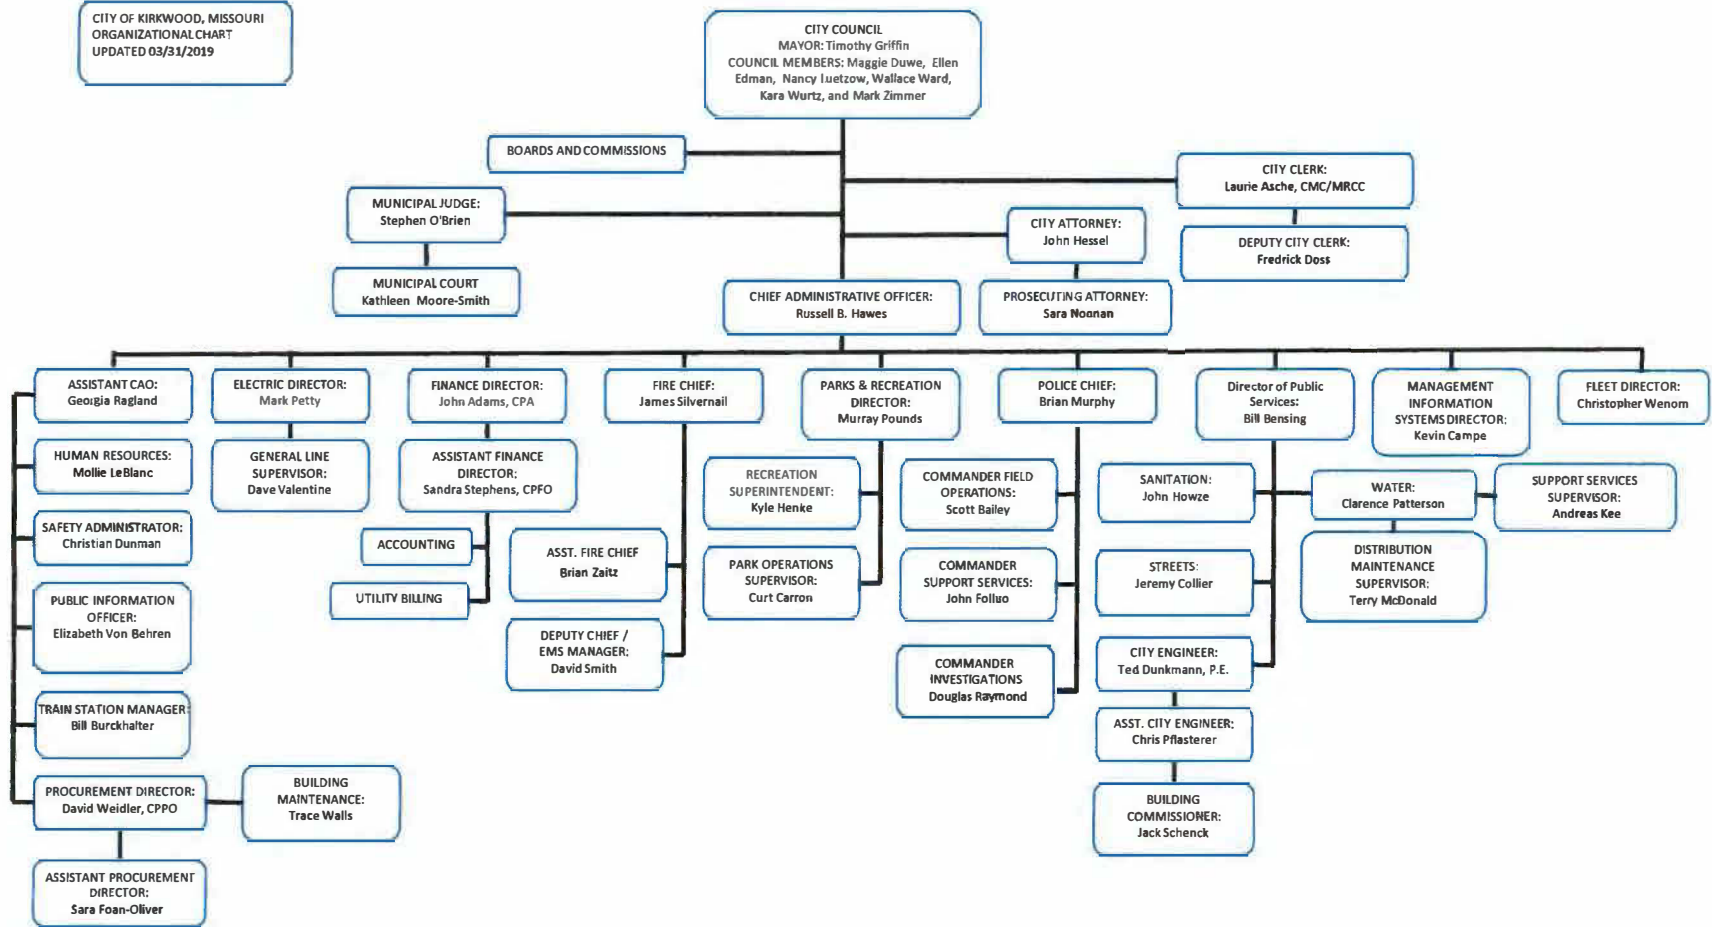 CITY OF KIRKWOOD, MISSOURI
ORGANIZATIONAL CHART
UPDATED 03/31/2019
CITY COUNCIL
MAYOR: Timothy Griffin
COUNCIL MEMBERS: Maggie Duwe, Ellen
Edman, Nancy Luetzow, Wallace Ward,
Kara Wurtz, and Mark Zimmer
BOARDS AND COMMISSIONS
CITY CLERK:
Laurie Asche, CMC/MRCC
MUNICIPAL JUDGE:
Stephen O'Brien
CITY ATTORNEY:
John Hessel
DEPUTY CITY CLERK:
Fredrick Doss
MUNICIPAL COURT
Kathleen Moore-Smith
CHIEF ADMINISTRATIVE OFFICER:
Russell B. Hawes
PROSECUTING ATTORNEY:
Sara Noonan
ASSISTANT CAO:
Georgia Ragland
ELECTRIC DIRECTOR:
Mark Petty
FINANCE DIRECTOR:
John Adams, CPA
FIRE CHIEF:
James Silvernail
PARKS & RECREATION
DIRECTOR:
Murray Pounds
POLICE CHIEF:
Brian Murphy
Director of Public
Services:
Bill Bensing
MANAGEMENT
INFORMATION
SYSTEMS DIRECTOR:
Kevin Campe
FLEET DIRECTOR:
Christopher Wenom
HUMAN RESOURCES:
Mollie LeBlanc
GENERAL LINE
SUPERVISOR:
Dave Valentine
ASSISTANT FINANCE
DIRECTOR:
Sandra Stephens, CPFO
RECREATION
SUPERINTENDENT:
Kyle Henke
COMMANDER FIELD
OPERATIONS:
Scott Bailey
SANITATION:
John Howze
WATER:
Clarence Patterson
SUPPORT SERVICES
SUPERVISOR:
Andreas Kee
SAFETY ADMINISTRATOR:
Christian Dunman
ACCOUNTING
ASST. FIRE CHIEF
Brian Zaitz
PARK OPERATIONS
SUPERVISOR:
Curt Carron
COMMANDER
SUPPORT SERVICES:
John Folluo
STREETS:
Jeremy Collier
DISTRIBUTION
MAINTENANCE
SUPERVISOR:
Terry McDonald
UTILITY BILLING
PUBLIC INFORMATION
OFFICER:
Elizabeth Von Behren
DEPUTY CHIEF /
EMS MANAGER:
David Smith
COMMANDER
INVESTIGATIONS
Douglas Raymond
CITY ENGINEER:
Ted Dunkmann, P.E.
TRAIN STATION MANAGER:
Bill Burckhalter
ASST. CITY ENGINEER:
Chris Pflasterer
PROCUREMENT DIRECTOR:
David Weidler, CPPO
BUILDING
MAINTENANCE:
Trace Walls
BUILDING
COMMISSIONER:
Jack Schenck
ASSISTANT PROCUREMENT
DIRECTOR:
Sara Foan-Oliver